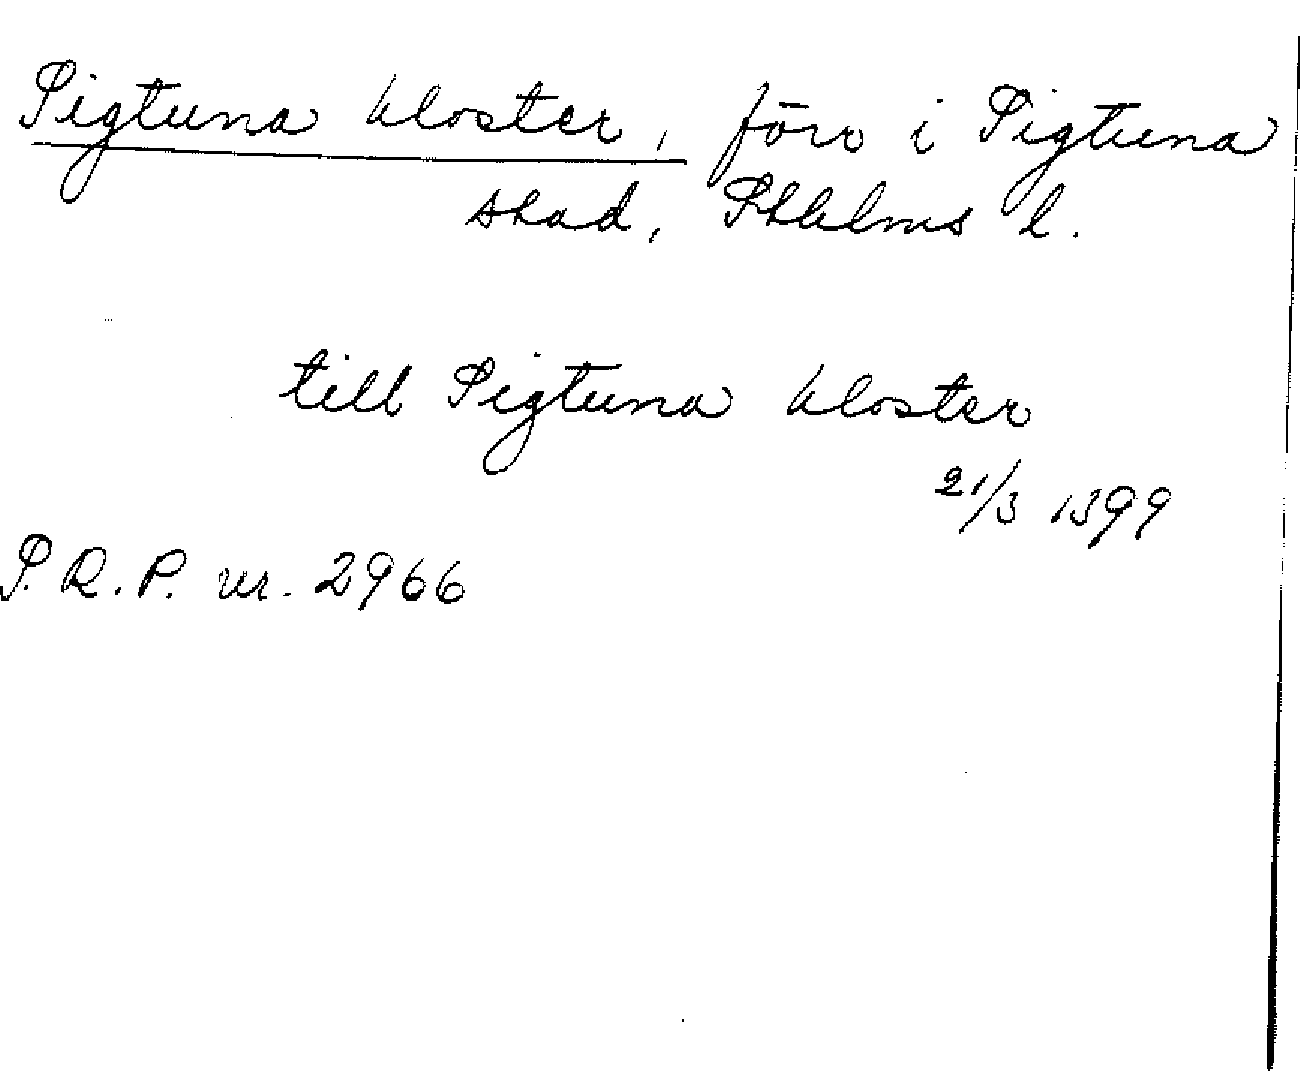 Sigtuna kloster, förr i Sigtuna
stad, Sthlms l.
till Sigtuna kloster
21/3 1399
S.R.P. nr. 2966